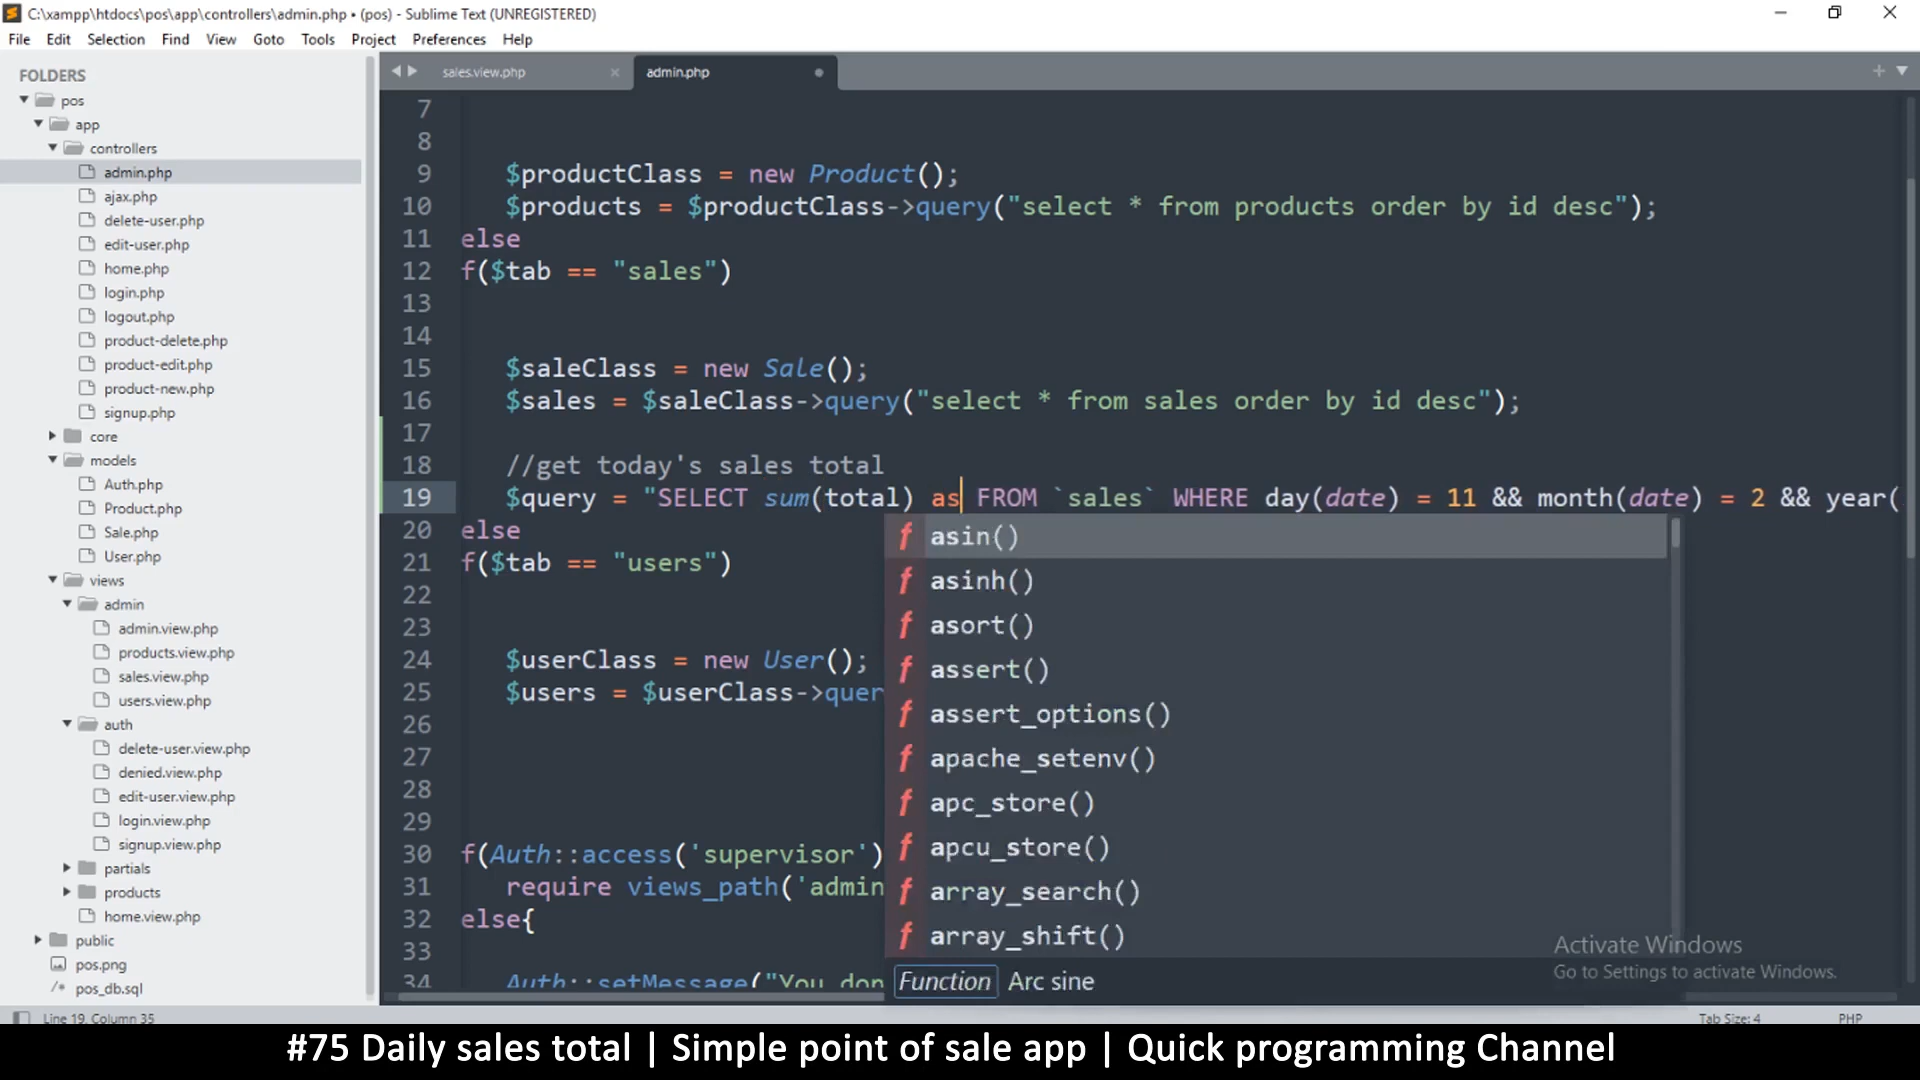 C:\xampp\htdocs\pos\app\controllers\admin.php • (pos) - Sublime Text (UNREGISTERED)
File Edit Selection Find View Goto Tools Project Preferences Help
FOLDERS
pos
app
controllers
admin.php
ajax.php
delete-user.php
edit-user.php
home.php
login.php
logout.php
product-delete.php
product-edit.php
product-new.php
signup.php
core
models
Auth.php
Product.php
Sale.php
User.php
views
admin
admin.view.php
products.view.php
sales.view.php
users.view.php
auth
delete-user.view.php
denied.view.php
edit-user.view.php
login.view.php
signup.view.php
partials
products
home.view.php
public
pos.png
pos_db.sql
sales.view.php
admin.php
7
8
9 $productClass = new Product();
10 $products = $productClass->query("select * from products order by id desc");
11 else
12 f($tab == "sales")
13
14
15 $saleClass = new Sale();
16 $sales = $saleClass->query("select * from sales order by id desc");
17
18 //get today's sales total
19 $query = "SELECT sum(total) as FROM `sales` WHERE day(date) = 11 && month(date) = 2 && year(
20 else
21 f($tab == "users")
22
23
24 $userClass = new User();
25 $users = $userClass->quer
26
27
28
29
30 f(Auth::access('supervisor')
31 require views_path('admin
32 else{
33
34 Auth::setMessage("You don
f asin()
f asinh()
f asort()
f assert()
f assert_options()
f apache_setenv()
f apc_store()
f apcu_store()
f array_search()
f array_shift()
Function Arc sine
Activate Windows
Go to Settings to activate Windows.
Line 19, Column 35
Tab Size: 4
PHP
#75 Daily sales total | Simple point of sale app | Quick programming Channel